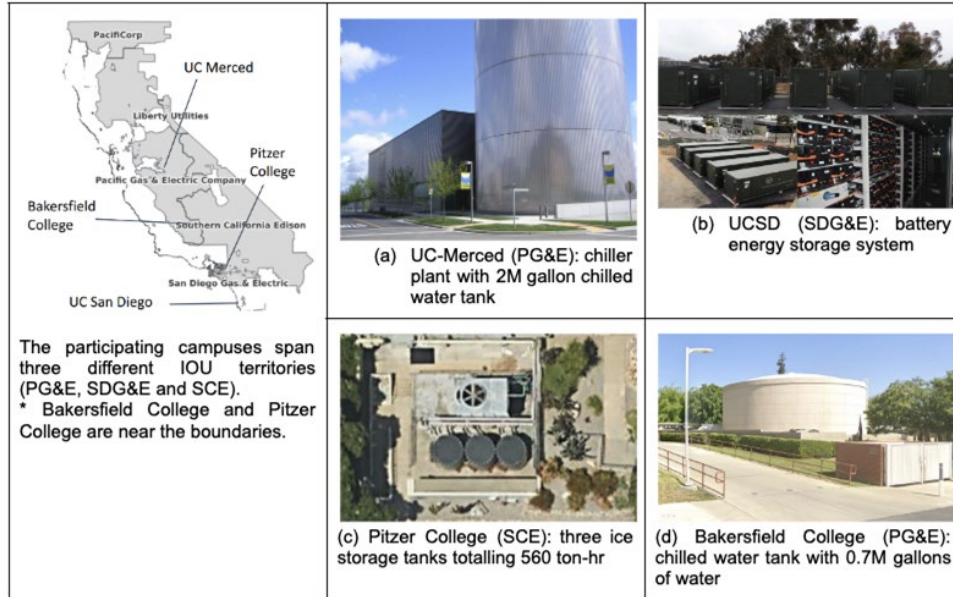 PacifiCorp
UC Merced
Liberty Utilities
Pitzer
College
Pacific Gas & Electric Company
Bakersfield
College
Southern California Edison
San Diego Gas & Electric
UC San Diego
The participating campuses span
three different IOU territories
(PG&E, SDG&E and SCE).
* Bakersfield College and Pitzer
College are near the boundaries.
(a) UC-Merced (PG&E): chiller
plant with 2M gallon chilled
water tank
(b) UCSD (SDG&E): battery
energy storage system
(c) Pitzer College (SCE): three ice
storage tanks totalling 560 ton-hr
(d) Bakersfield College (PG&E):
chilled water tank with 0.7M gallons
of water